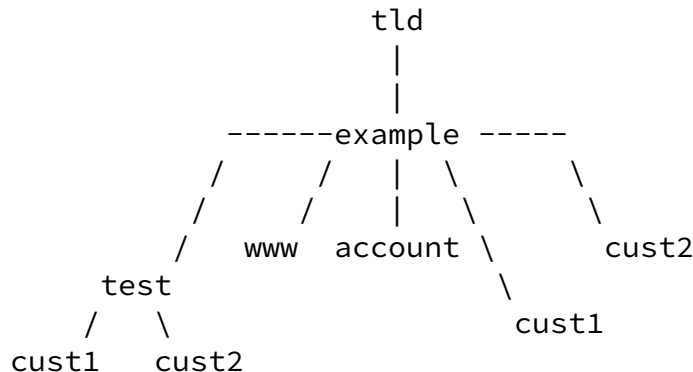 tld
------example -----
www account cust2
test
cust1
cust1 cust2